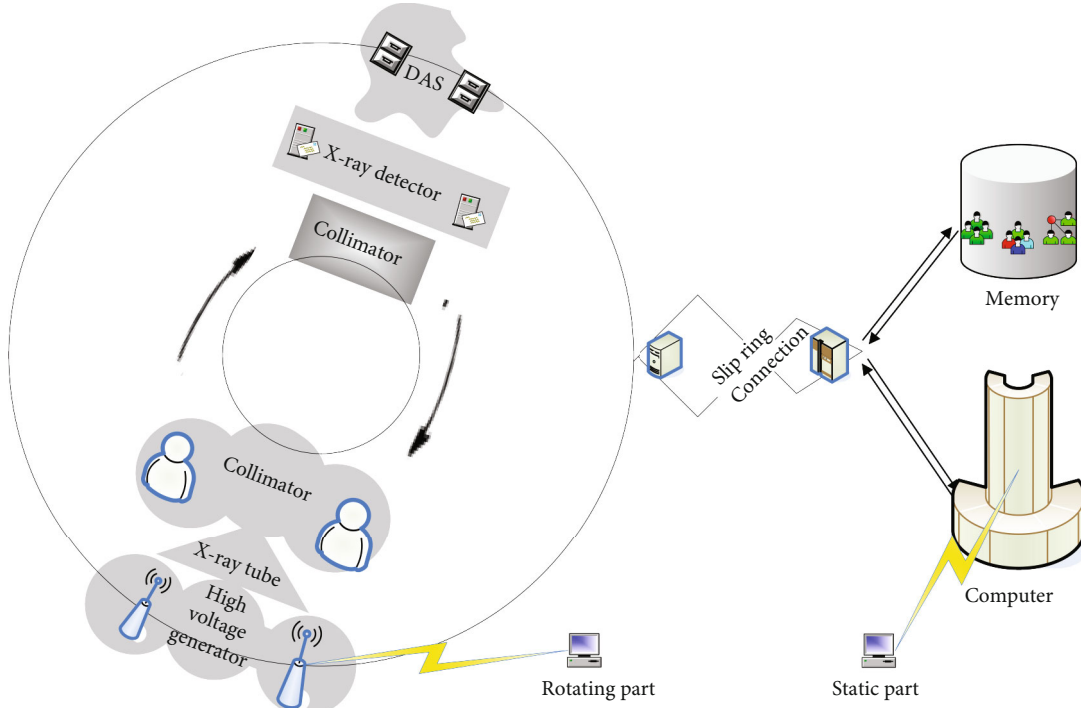 DAS
X-ray detector
Collimator
Collimator
X-ray tube
High
voltage
generator
Slip ring
Connection
Memory
Computer
Rotating part
Static part